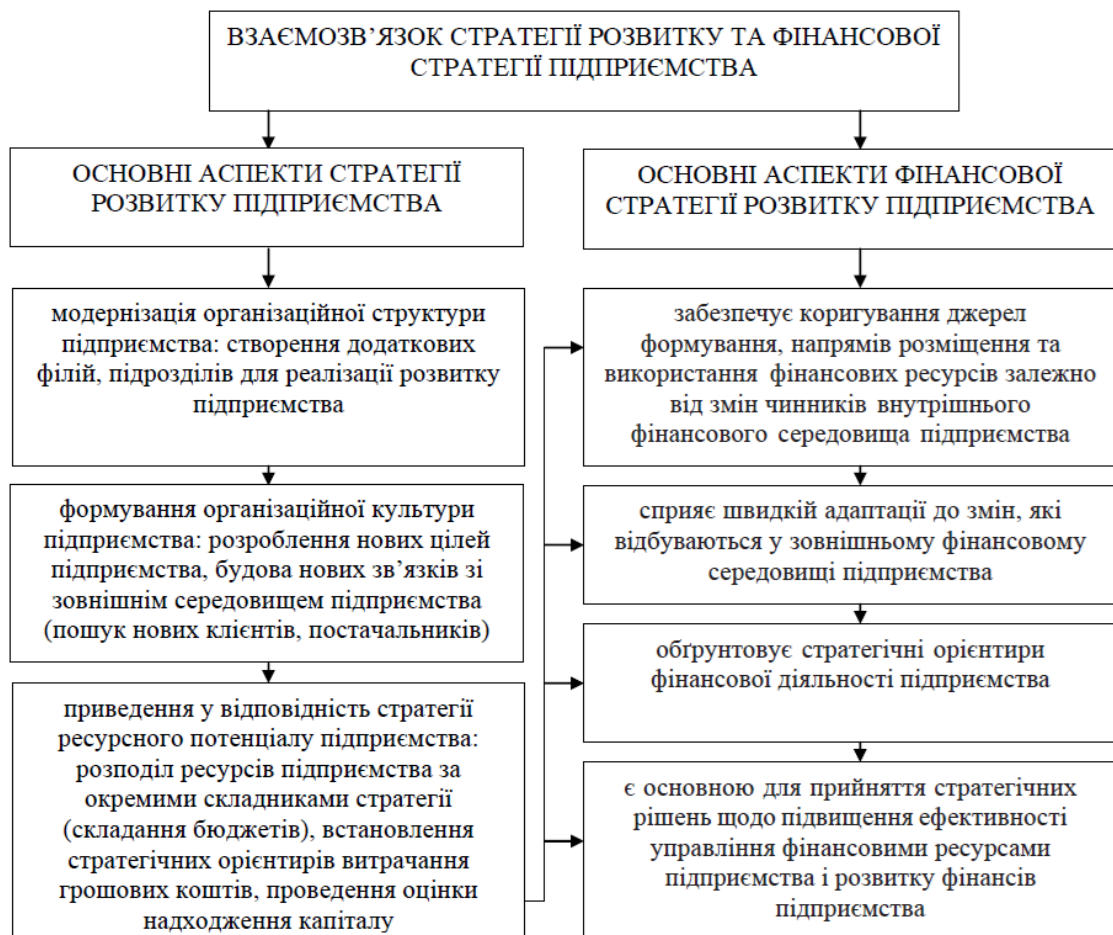 ВЗАЄМОЗВ’ЯЗОК СТРАТЕГІЇ РОЗВИТКУ ТА ФІНАНСОВОЇ
СТРАТЕГІЇ ПІДПРИЄМСТВА
ОСНОВНІ АСПЕКТИ СТРАТЕГІЇ
РОЗВИТКУ ПІДПРИЄМСТВА
модернізація організаційної структури
підприємства: створення додаткових
філій, підрозділів для реалізації розвитку
підприємства
формування організаційної культури
підприємства: розроблення нових цілей
підприємства, будова нових зв’язків зі
зовнішнім середовищем підприємства
(пошук нових клієнтів, постачальників)
приведення у відповідність стратегії
ресурсного потенціалу підприємства:
розподіл ресурсів підприємства за
окремими складниками стратегії
(складання бюджетів), встановлення
стратегічних орієнтирів витрачання
грошових коштів, проведення оцінки
надходження капіталу
ОСНОВНІ АСПЕКТИ ФІНАНСОВОЇ
СТРАТЕГІЇ РОЗВИТКУ ПІДПРИЄМСТВА
забезпечує коригування джерел
формування, напрямів розміщення та
використання фінансових ресурсів залежно
від змін чинників внутрішнього
фінансового середовища підприємства
сприяє швидкій адаптації до змін, які
відбуваються у зовнішньому фінансовому
середовищі підприємства
обґрунтовує стратегічні орієнтири
фінансової діяльності підприємства
є основною для прийняття стратегічних
рішень щодо підвищення ефективності
управління фінансовими ресурсами
підприємства і розвитку фінансів
підприємства